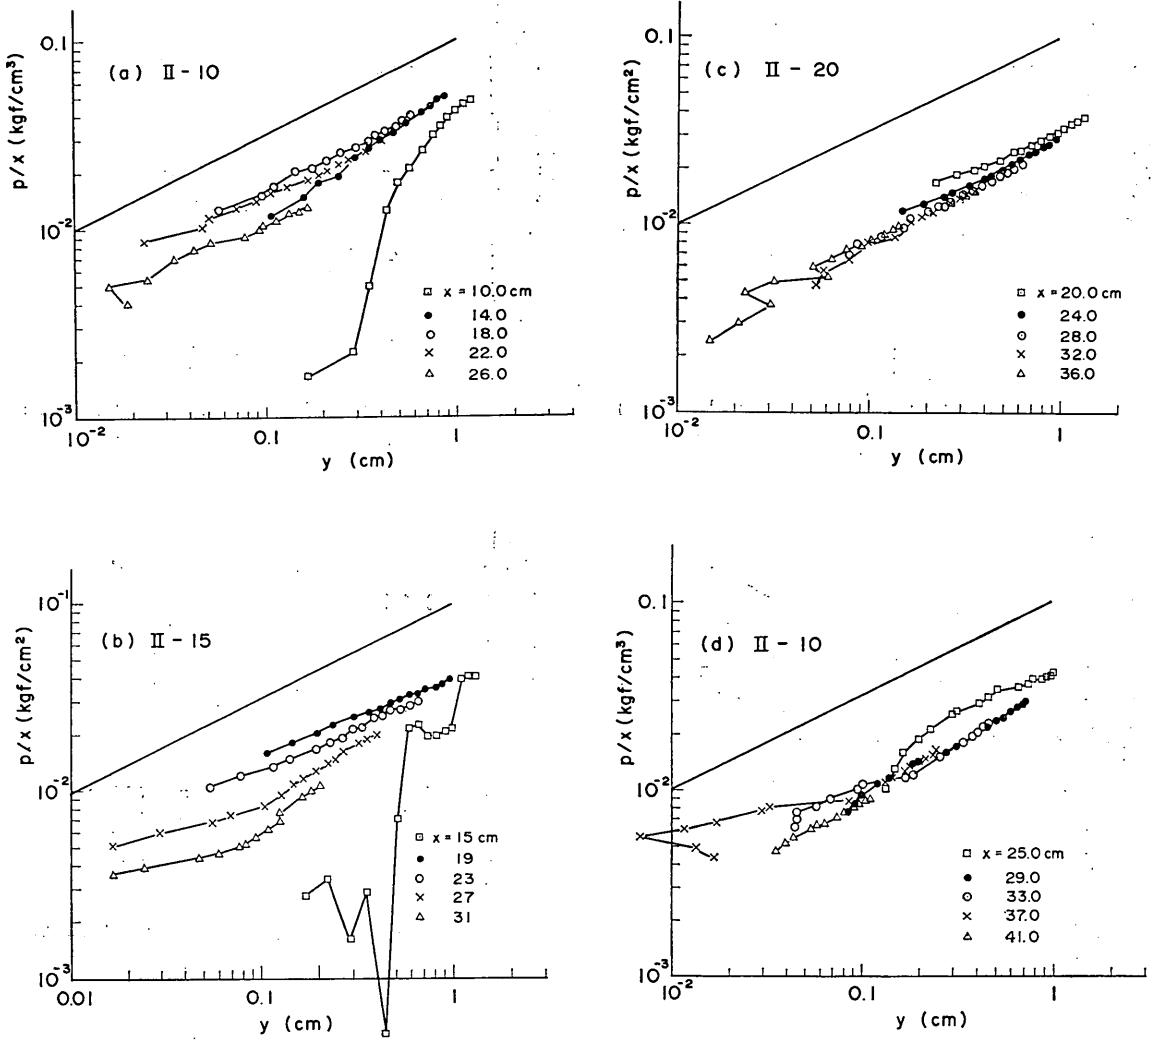 (a) II-10
p/x (kgf/cm³)
0.1
10⁻²
10⁻³
10⁻²
0.1
1
y (cm)
x = 10.0 cm
14.0
18.0
22.0
26.0
(c) II-20
p/x (kgf/cm²)
0.1
10⁻²
10⁻³
10⁻²
0.1
1
y (cm)
x = 20.0 cm
24.0
28.0
32.0
36.0
(b) II-15
p/x (kgf/cm²)
10⁻¹
10⁻²
10⁻³
0.01
0.1
1
y (cm)
x = 15 cm
19
23
27
31
(d) II-10
p/x (kgf/cm³)
0.1
10⁻²
10⁻³
10⁻²
0.1
1
y (cm)
x = 25.0 cm
29.0
33.0
37.0
41.0